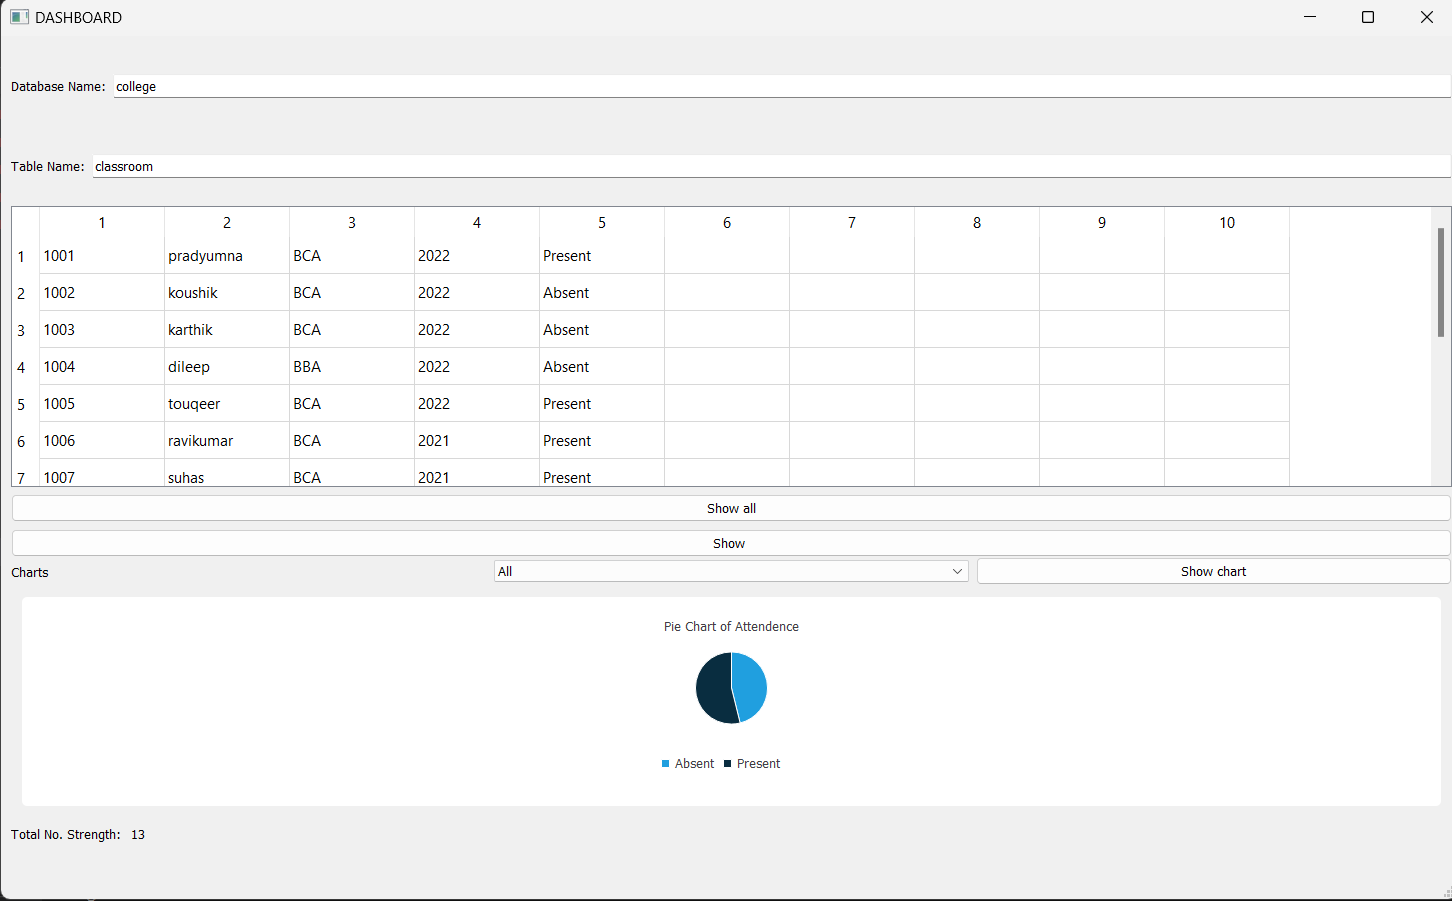 DASHBOARD
Database Name: college
Table Name: classroom
1 2 3 4 5 6 7 8 9 10
1 1001 pradyumna BCA 2022 Present
2 1002 koushik BCA 2022 Absent
3 1003 karthik BCA 2022 Absent
4 1004 dileep BBA 2022 Absent
5 1005 touqeer BCA 2022 Present
6 1006 ravikumar BCA 2021 Present
7 1007 suhas BCA 2021 Present
Show all
Show
Charts All Show chart
Pie Chart of Attendence
Absent Present
Total No. Strength: 13